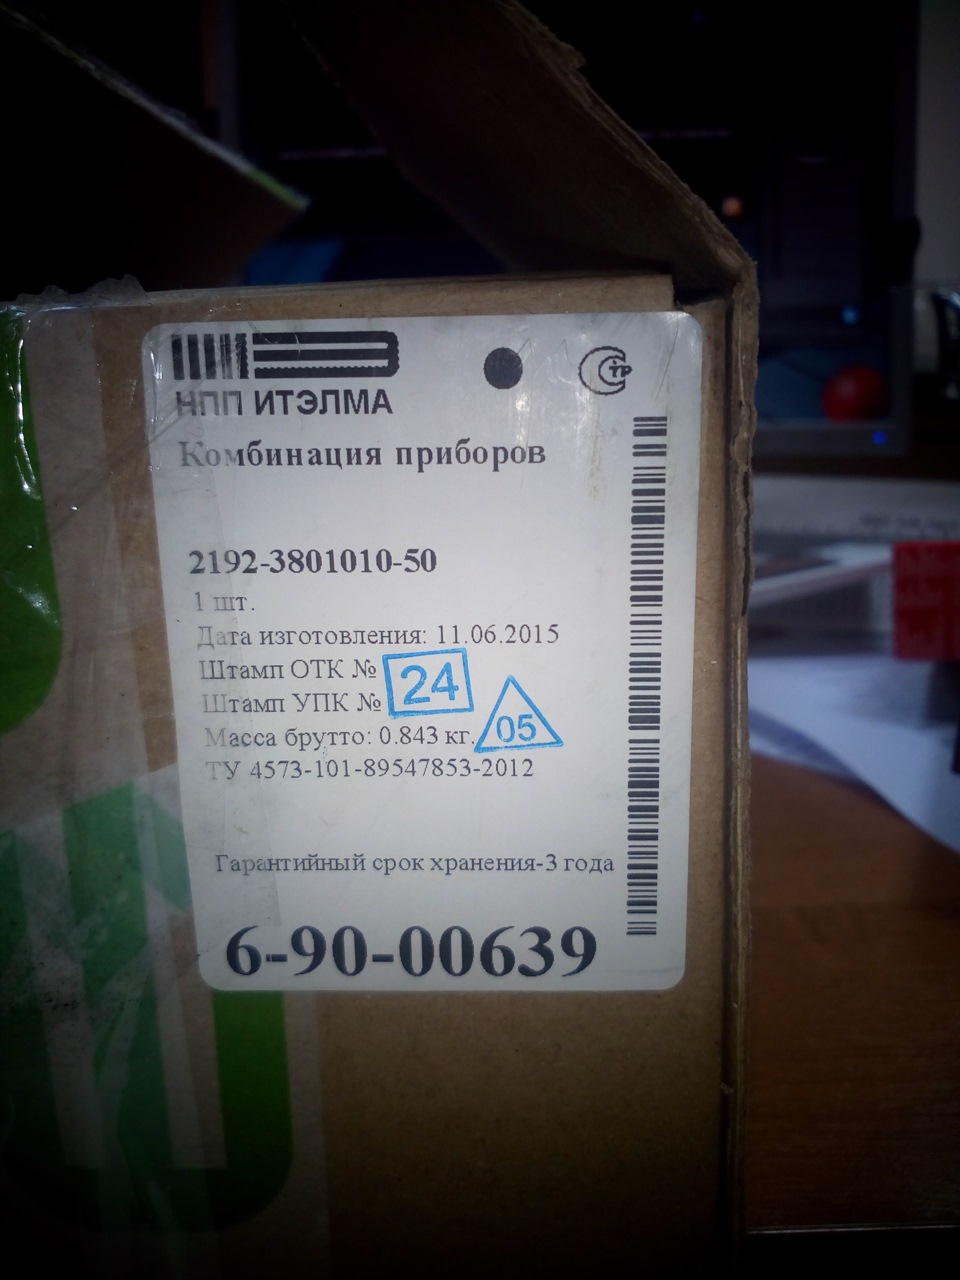 НПП ИТЭЛМА
Комбинация приборов
2192-3801010-50
1 шт.
Дата изготовления: 11.06.2015
Штамп ОТК № 24
Штамп УПК № 05
Масса брутто: 0.843 кг.
ТУ 4573-101-89547853-2012
Гарантийный срок хранения-3 года
6-90-00639